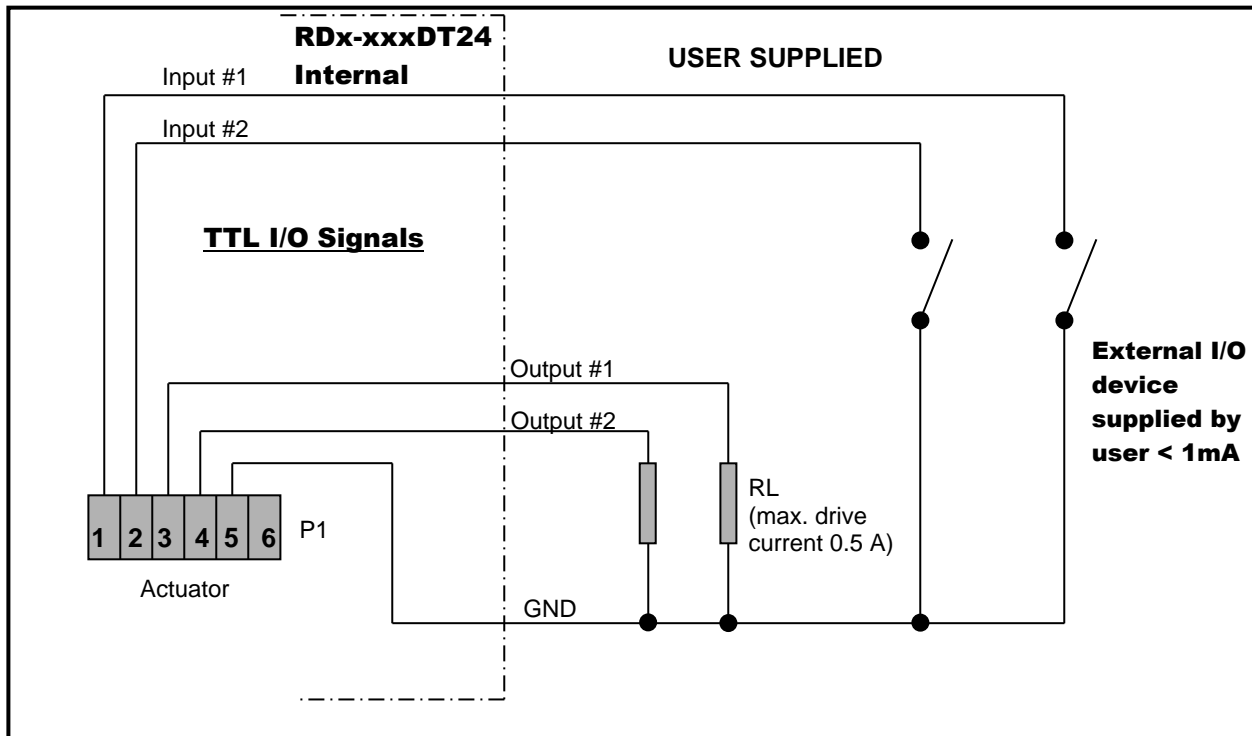 RDx-xxxDT24
Internal
USER SUPPLIED
Input #1
Input #2
TTL I/O Signals
Output #1
Output #2
External I/O
device
supplied by
user < 1mA
RL
(max. drive
current 0.5 A)
1 2 3 4 5 6
P1
Actuator
GND